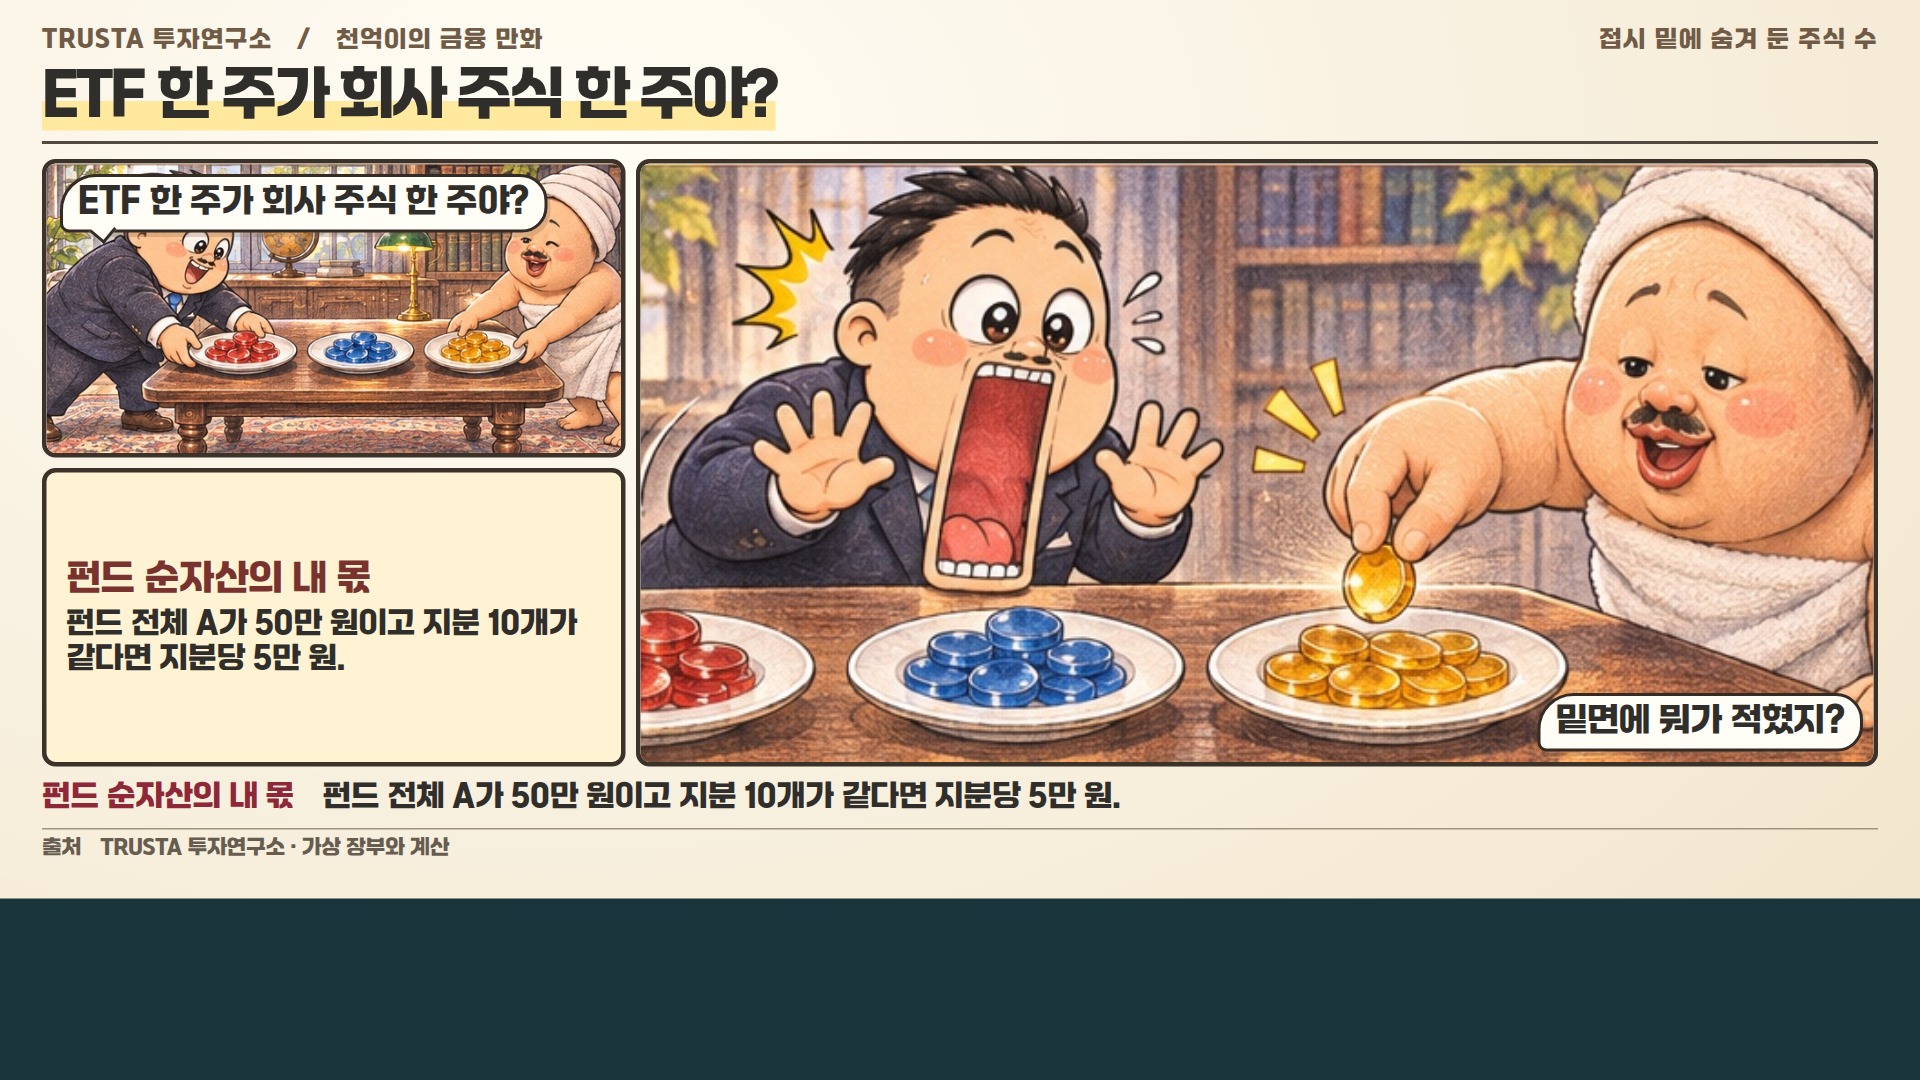 TRUSTA 투자연구소 / 천억이의 금융 만화
접시 밑에 숨겨 둔 주식 수
ETF 한 주가 회사 주식 한 주야?
ETF 한 주가 회사 주식 한 주야?
펀드 순자산의 내 몫
펀드 전체 A가 50만 원이고 지분 10개가
같다면 지분당 5만 원.
밑면에 뭐가 적혔지?
펀드 순자산의 내 몫 펀드 전체 A가 50만 원이고 지분 10개가 같다면 지분당 5만 원.
출처 TRUSTA 투자연구소 · 가상 장부와 계산